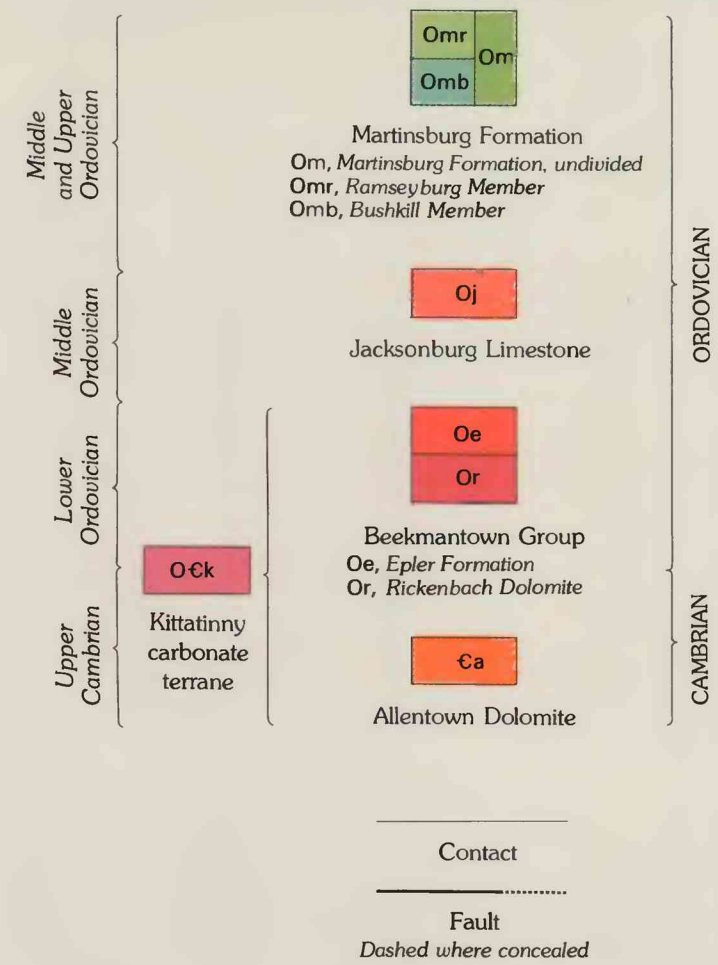 Omr
Om
Omb
Martinsburg Formation
Om, Martinsburg Formation, undivided
Omr, Ramseyburg Member
Omb, Bushkill Member
Middle
and Upper
Ordovician
Oj
Jacksonburg Limestone
Middle
Ordovician
ORDOVICIAN
Oe
Or
Beekmantown Group
Oe, Epler Formation
Or, Rickenbach Dolomite
Lower
Ordovician
O€k
Kittatinny
carbonate
terrane
€a
Allentown Dolomite
Upper
Cambrian
CAMBRIAN
Contact
Fault
Dashed where concealed